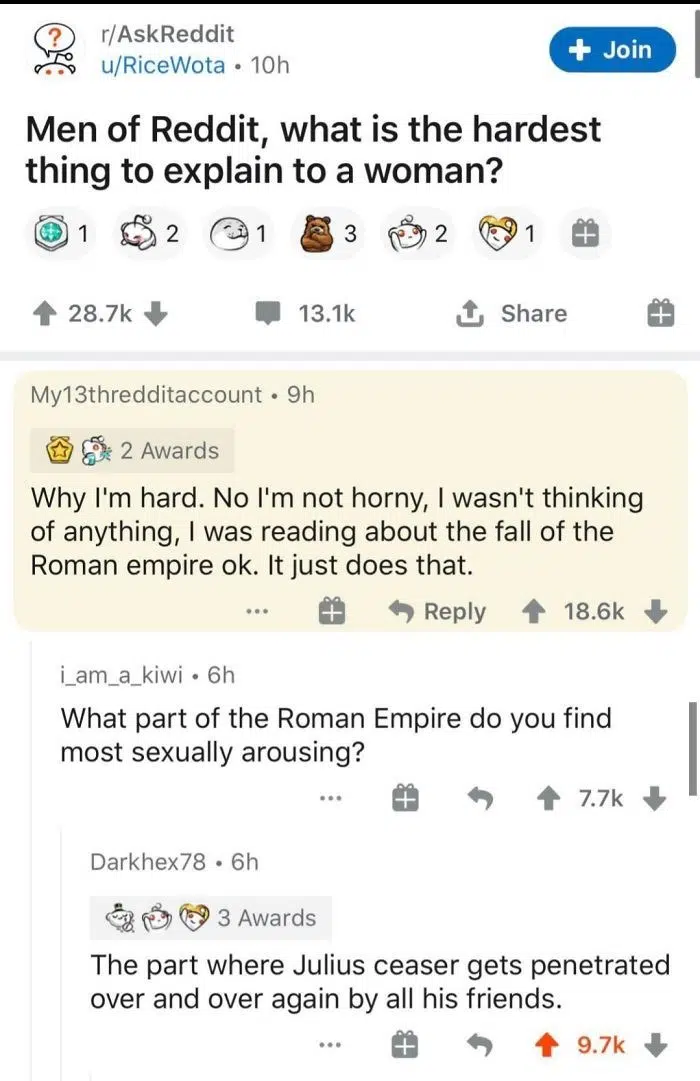 r/AskReddit
u/RiceWota • 10h
+ Join
Men of Reddit, what is the hardest
thing to explain to a woman?
1 2 1 3 2 1
28.7k 13.1k Share
My13thredditaccount • 9h
2 Awards
Why I'm hard. No I'm not horny, I wasn't thinking
of anything, I was reading about the fall of the
Roman empire ok. It just does that.
... Reply 18.6k
i_am_a_kiwi • 6h
What part of the Roman Empire do you find
most sexually arousing?
... 7.7k
Darkhex78 • 6h
3 Awards
The part where Julius ceaser gets penetrated
over and over again by all his friends.
... 9.7k